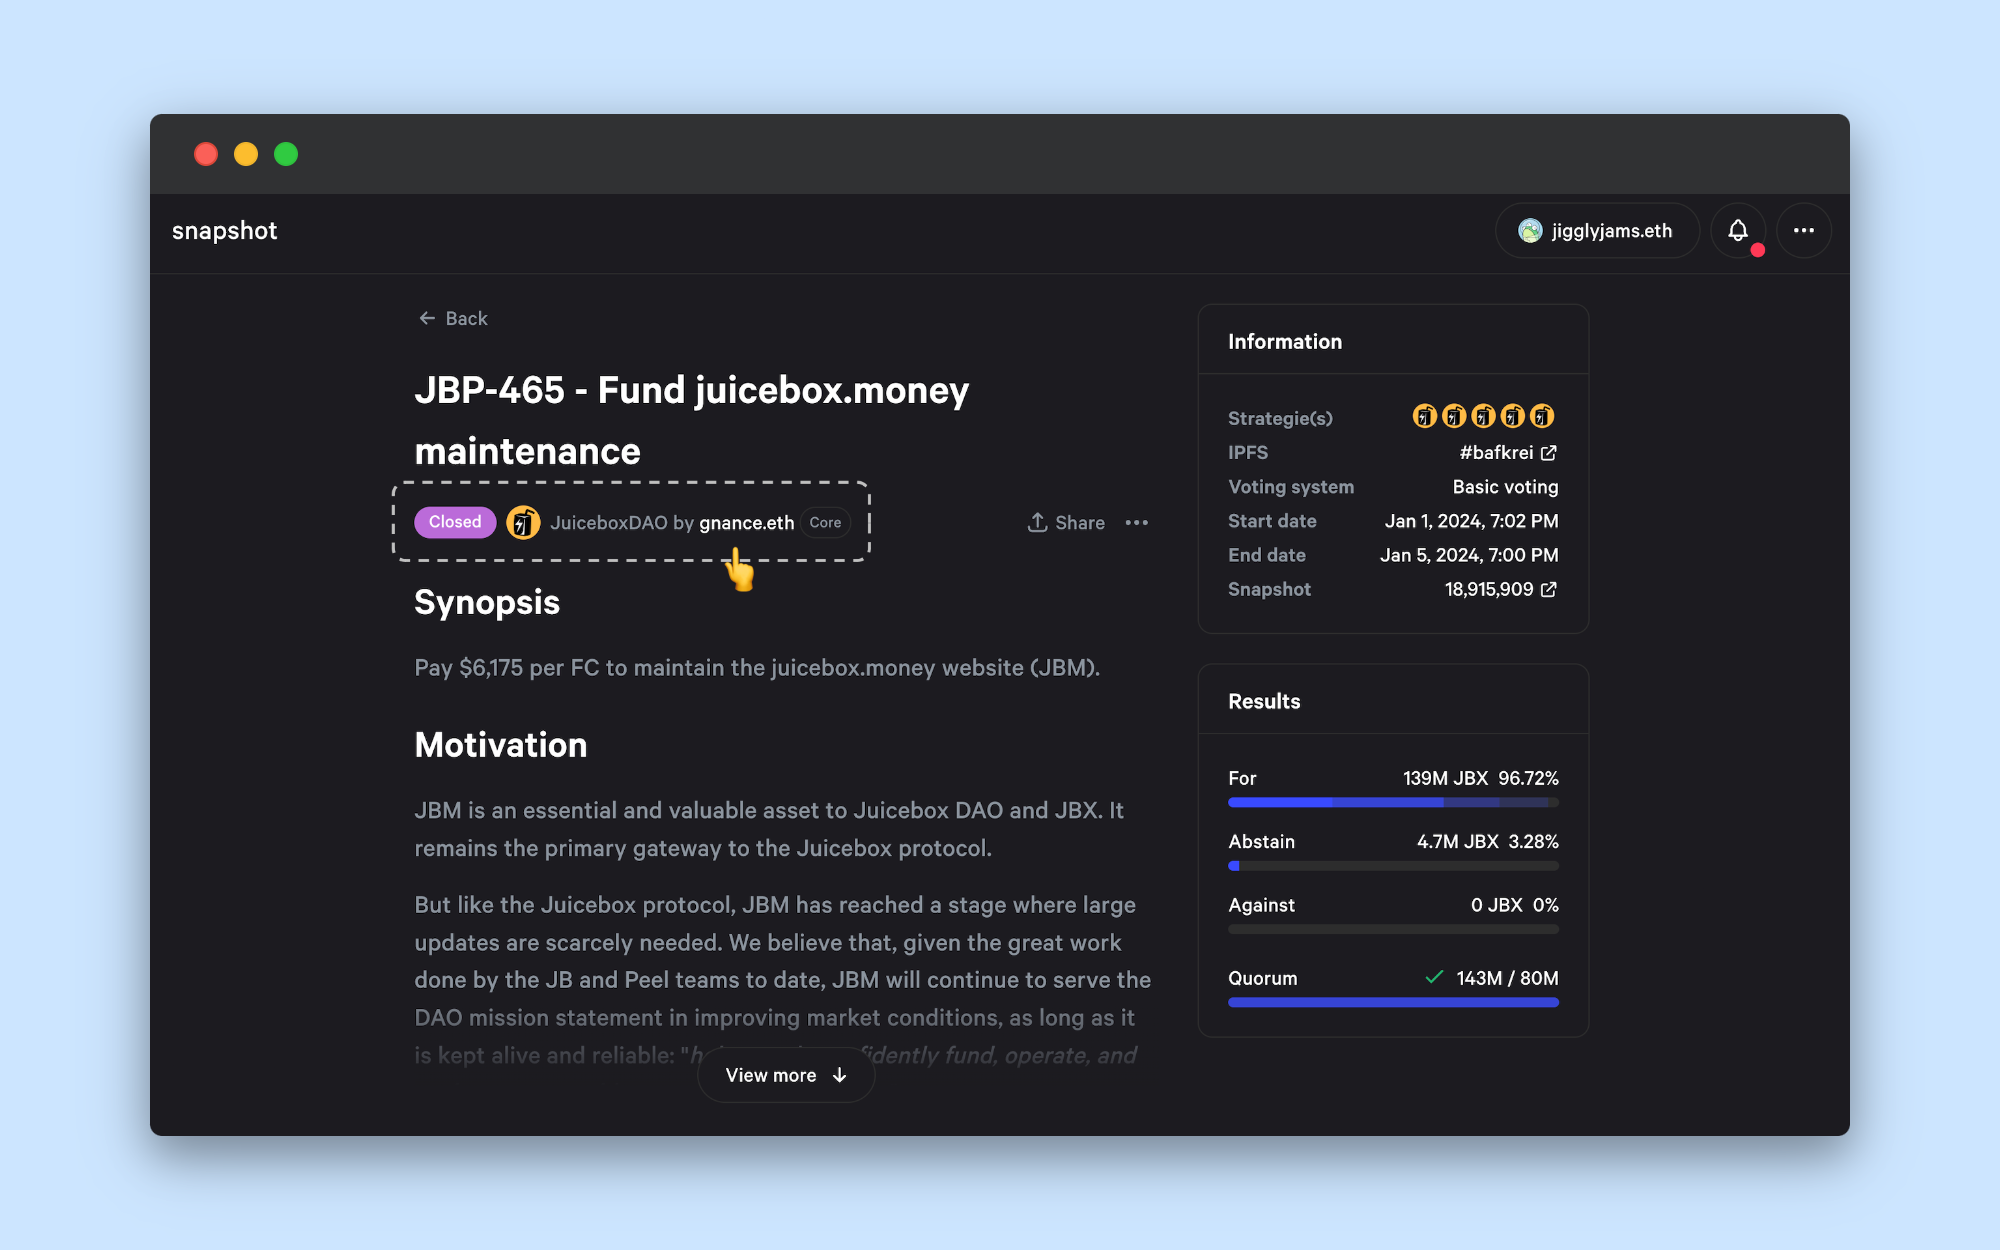 snapshot
jigglyjams.eth
Back
JBP-465 - Fund juicebox.money
maintenance
Closed JuiceboxDAO by gnance.eth Core
Share
Synopsis
Pay $6,175 per FC to maintain the juicebox.money website (JBM).
Motivation
JBM is an essential and valuable asset to Juicebox DAO and JBX. It
remains the primary gateway to the Juicebox protocol.
But like the Juicebox protocol, JBM has reached a stage where large
updates are scarcely needed. We believe that, given the great work
done by the JB and Peel teams to date, JBM will continue to serve the
DAO mission statement in improving market conditions, as long as it
is kept alive and reliable: " fund, operate, and
View more
Information
Strategie(s)
IPFS #bafkrei
Voting system Basic voting
Start date Jan 1, 2024, 7:02 PM
End date Jan 5, 2024, 7:00 PM
Snapshot 18,915,909
Results
For 139M JBX 96.72%
Abstain 4.7M JBX 3.28%
Against 0 JBX 0%
Quorum 143M / 80M